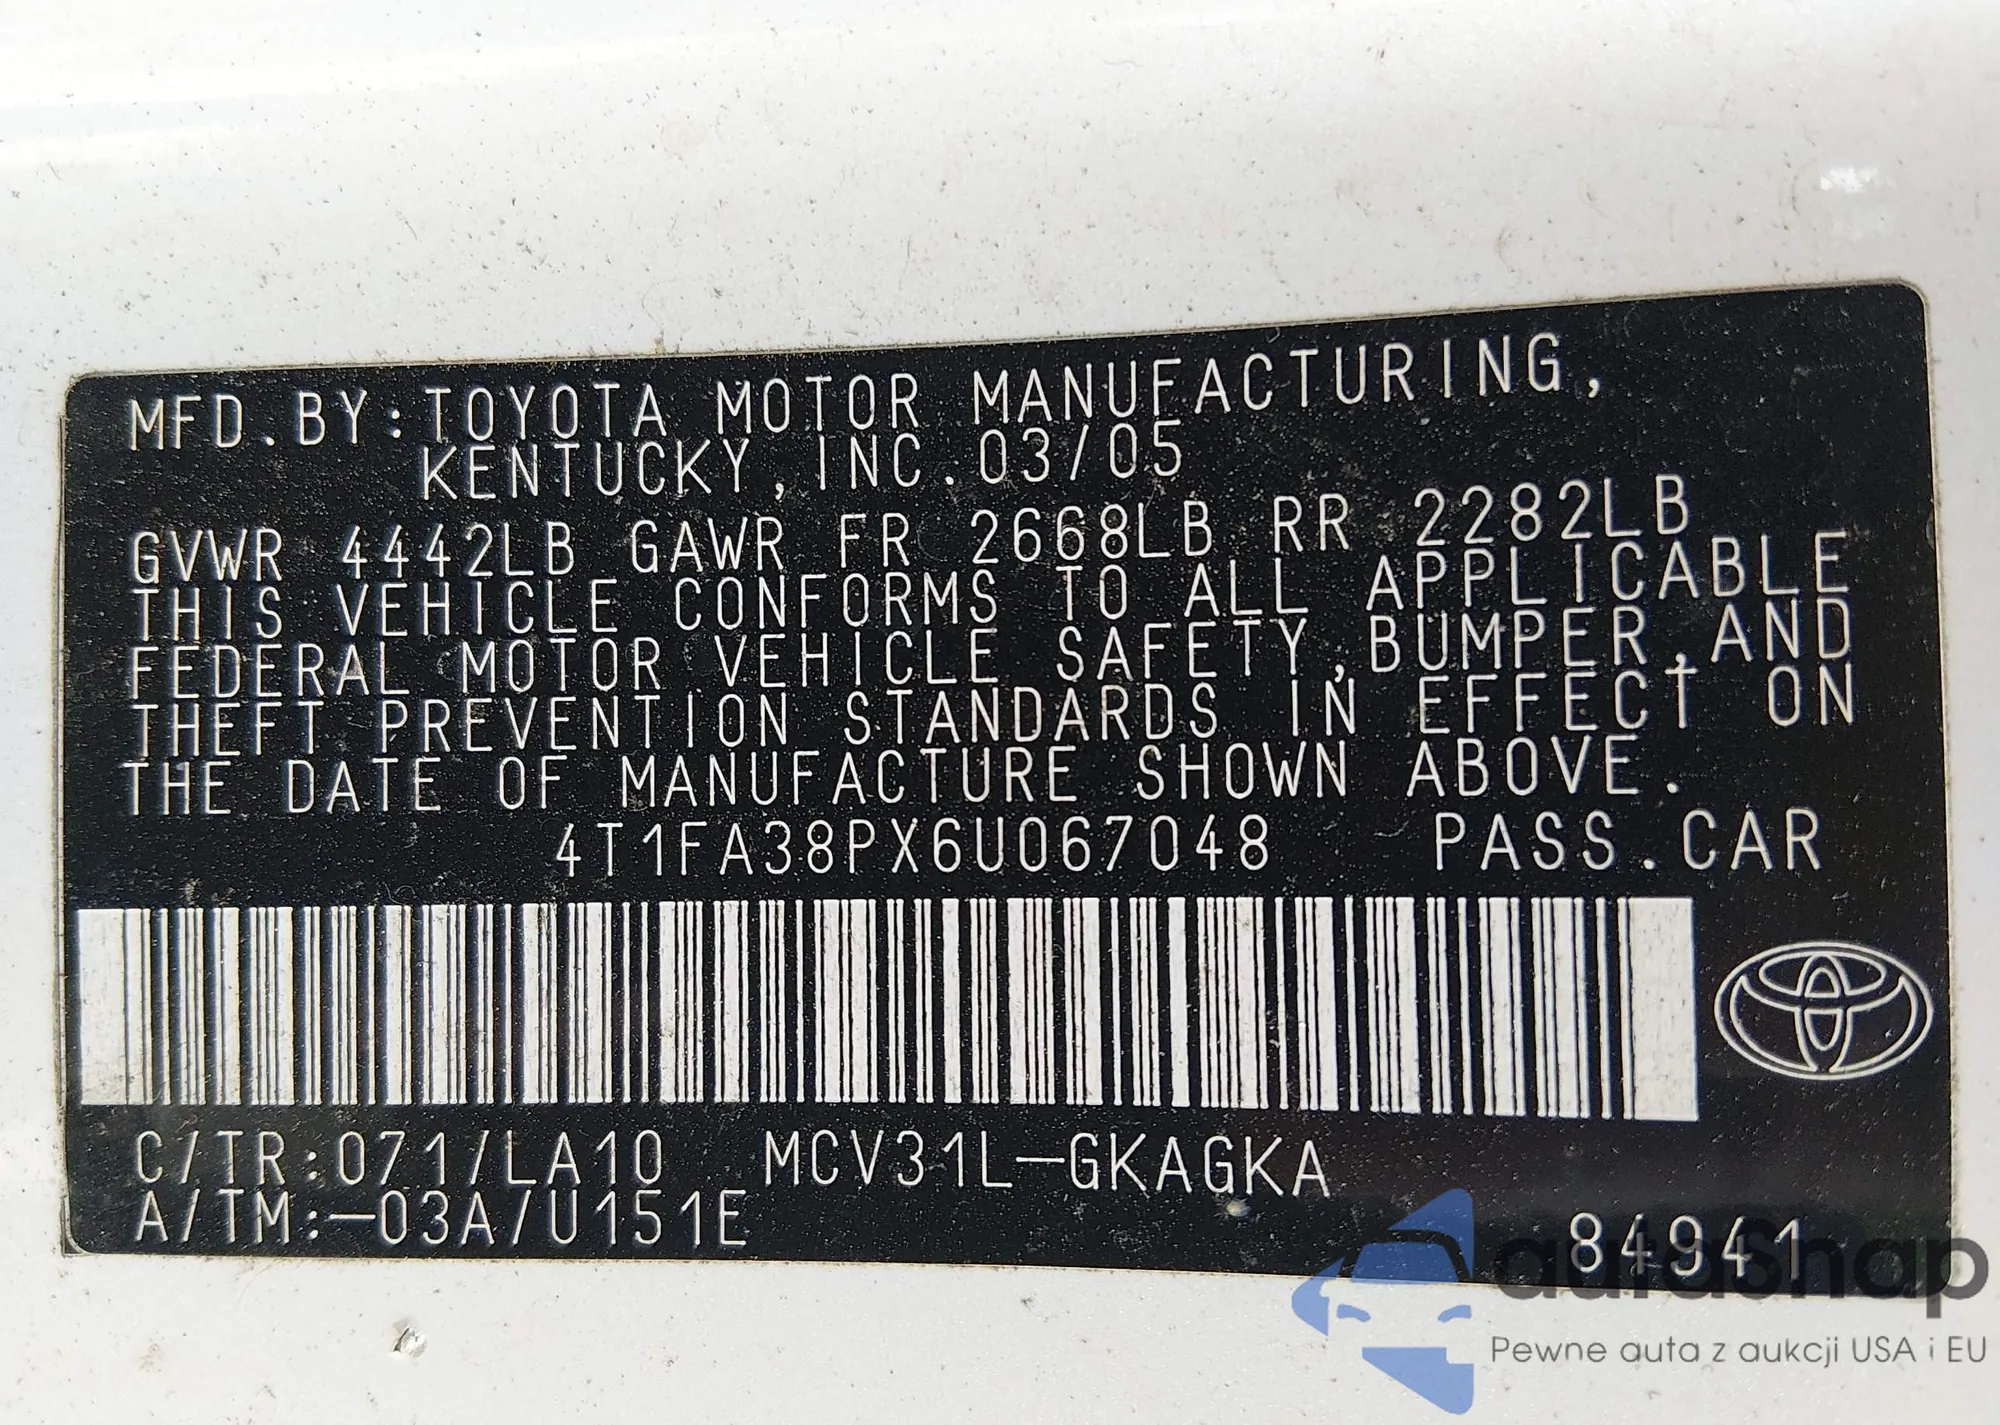 MFD.BY:TOYOTA MOTOR MANUFACTURING,
KENTUCKY,INC.03/05
GVWR 4442LB GAWR FR 2668LB RR 2282LB
THIS VEHICLE CONFORMS TO ALL APPLICABLE
FEDERAL MOTOR VEHICLE SAFETY,BUMPER,AND
THEFT PREVENTION STANDARDS IN EFFECT ON
THE DATE OF MANUFACTURE SHOWN ABOVE.
4T1FA38PX6U067048 PASS.CAR
C/TR:071/LA10 MCV31L-GKAGKA
A/TM:-03A/U151E
84941
autasnap
Pewne auta z aukcji USA i EU